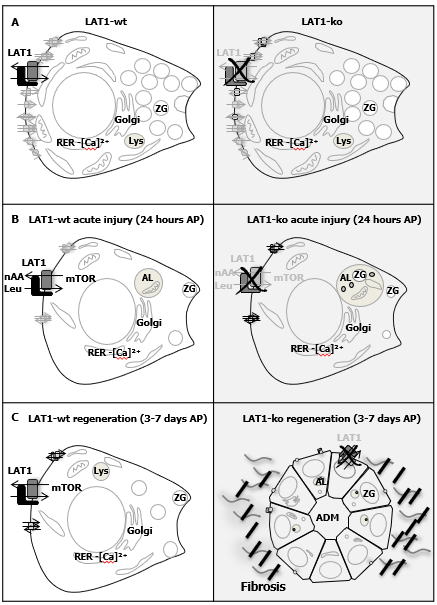 A
LAT1-wt
LAT1-ko
LAT1
LAT1
ZG
ZG
Golgi
Golgi
RER -[Ca]²⁺
Lys
RER -[Ca]²⁺
Lys
B
LAT1-wt acute injury (24 hours AP)
LAT1-ko acute injury (24 hours AP)
LAT1
LAT1
nAA
mTOR
AL
ZG
nAA
mTOR
AL
ZG
ZG
Leu
Leu
Golgi
Golgi
RER -[Ca]²⁺
RER -[Ca]²⁺
C
LAT1-wt regeneration (3-7 days AP)
LAT1-ko regeneration (3-7 days AP)
LAT1
LAT1
Lys
mTOR
AL
ZG
ZG
ADM
Golgi
RER -[Ca]²⁺
Fibrosis